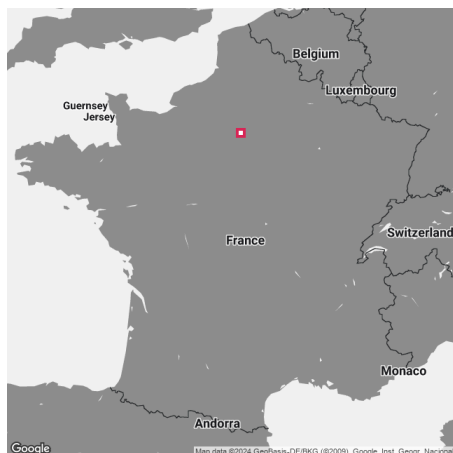 Belgium
Luxembourg
Guernsey
Jersey
Switzerland
France
Monaco
Andorra
Google
Map data ©2024 GeoBasis-DE/BKG (©2009), Google, Inst. Geogr. Nacional